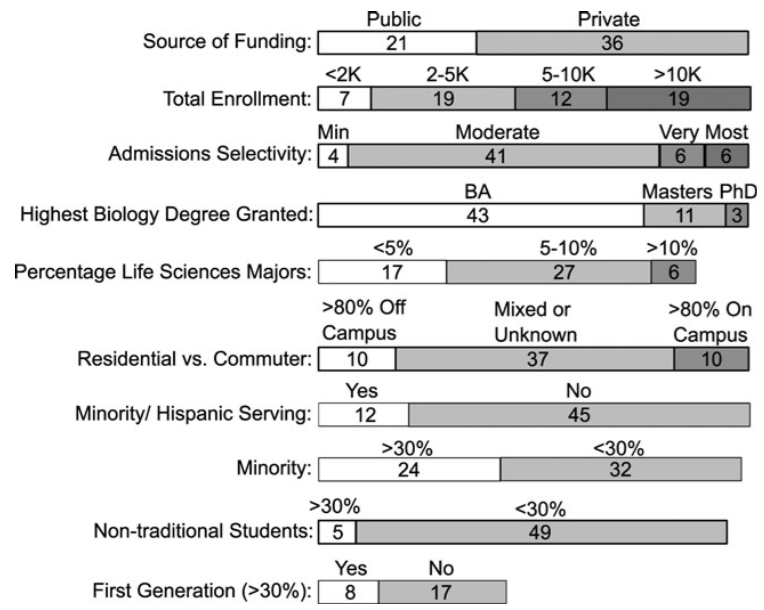 Public Private
Source of Funding: 21 36
<2K 2-5K 5-10K >10K
Total Enrollment: 7 19 12 19
Min Moderate Very Most
Admissions Selectivity: 4 41 6 6
BA Masters PhD
Highest Biology Degree Granted: 43 11 3
<5% 5-10% >10%
Percentage Life Sciences Majors: 17 27 6
>80% Off Mixed or >80% On
Campus Unknown Campus
Residential vs. Commuter: 10 37 10
Yes No
Minority/ Hispanic Serving: 12 45
>30% <30%
Minority: 24 32
>30% <30%
Non-traditional Students: 5 49
Yes No
First Generation (>30%): 8 17